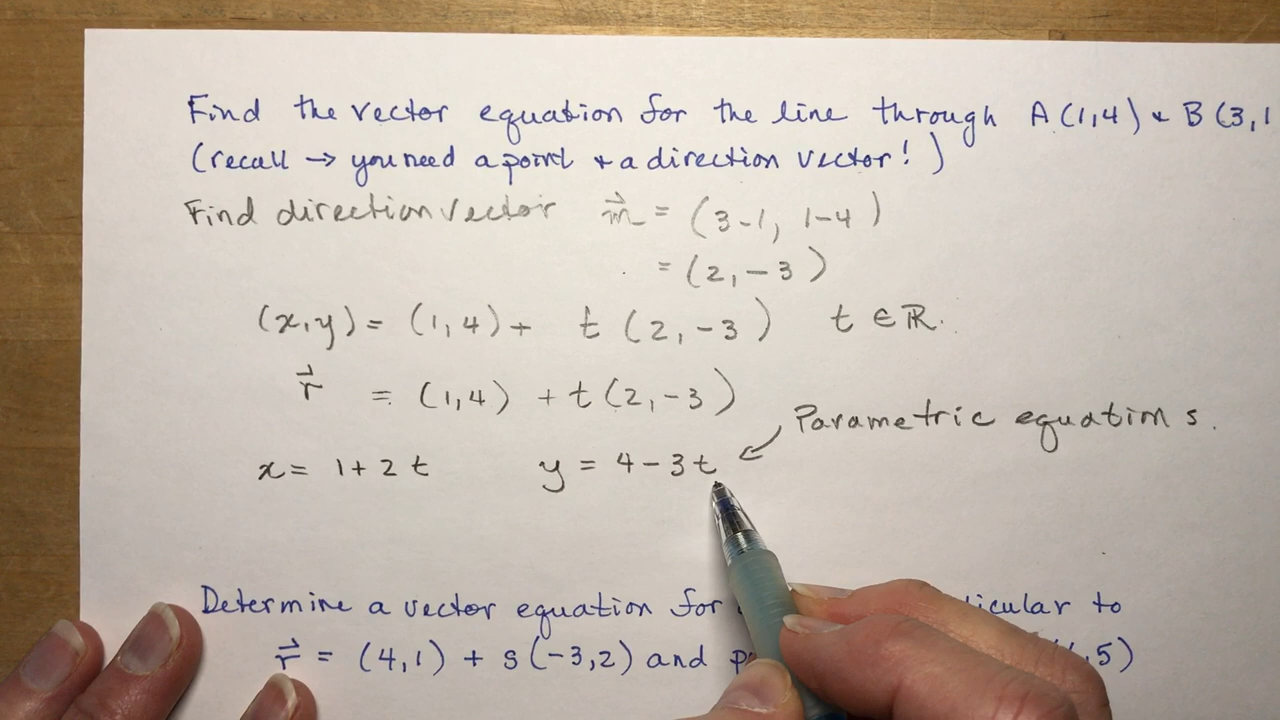 Find the vector equation for the line through A(1,4) & B(3,1
(recall → you need a point + a direction vector!)
Find direction vector m⃗ = (3-1, 1-4)
= (2,-3)
(x,y) = (1,4) + t(2,-3) t ∈ ℝ.
r⃗ = (1,4) + t(2,-3)
Parametric equations.
x = 1+2t y = 4-3t
Determine a vector equation for to
r⃗ = (4,1) + s(-3,2) and ,5)